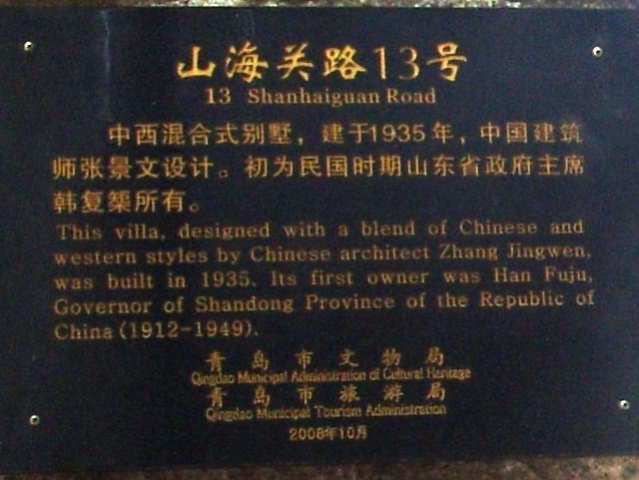 山海关路13号
13 Shanhaiguan Road
中西混合式别墅，建于1935年，中国建筑
师张景文设计。初为民国时期山东省政府主席
韩复榘所有。
This villa, designed with a blend of Chinese and
western styles by Chinese architect Zhang Jingwen,
was built in 1935. Its first owner was Han Fuju,
Governor of Shandong Province of the Republic of
China (1912-1949).
青岛市文物局
Qingdao Municipal Administration of Cultural Heritage
青岛市旅游局
Qingdao Municipal Tourism Administration
2008年10月